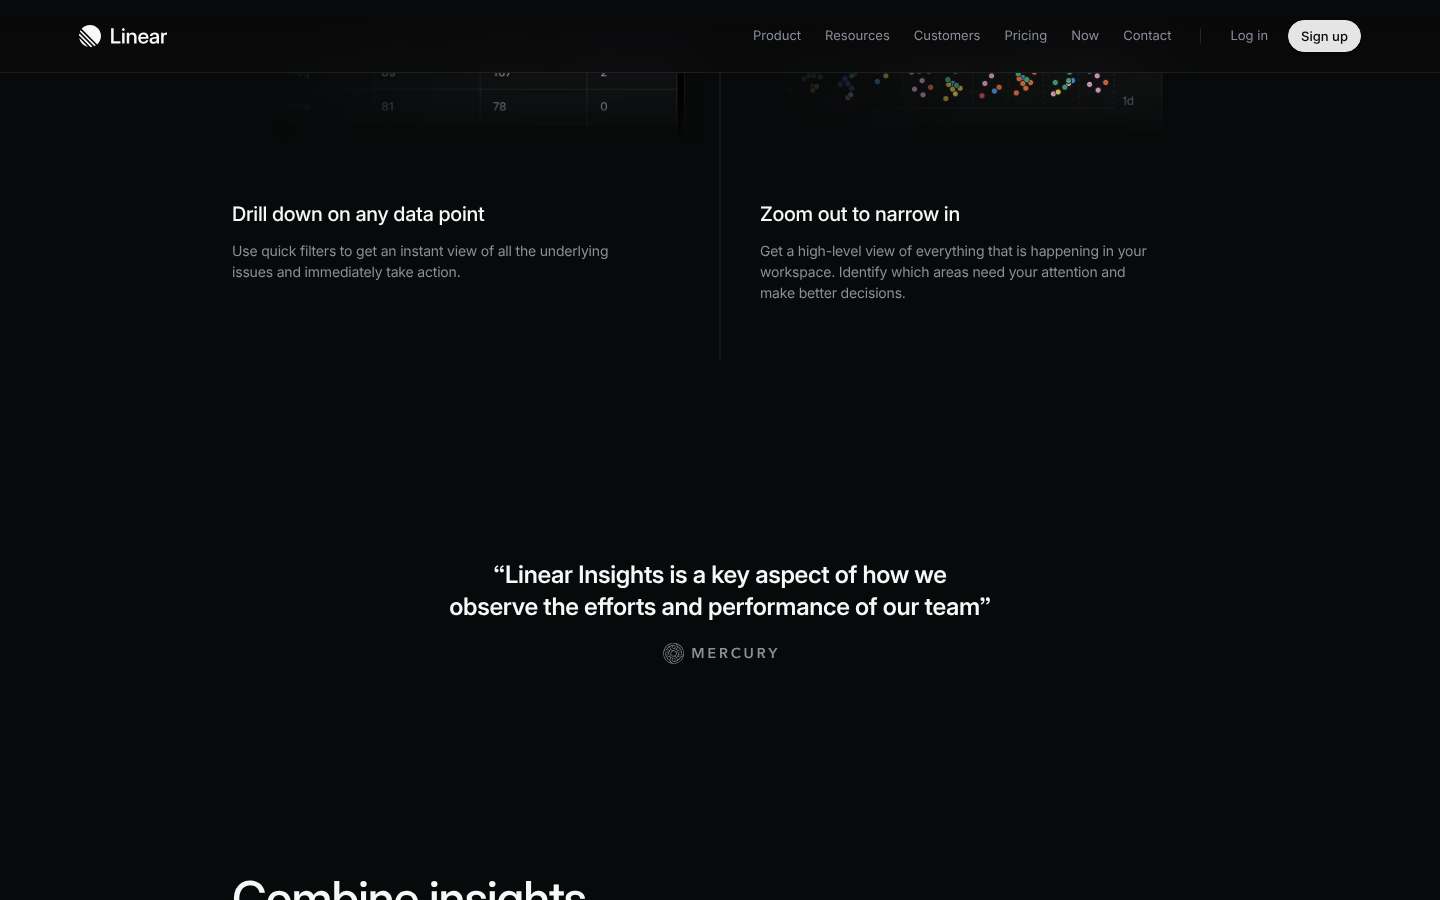 Linear
Product Resources Customers Pricing Now Contact Log in Sign up
81 78 0
1d
Drill down on any data point
Use quick filters to get an instant view of all the underlying
issues and immediately take action.
Zoom out to narrow in
Get a high-level view of everything that is happening in your
workspace. Identify which areas need your attention and
make better decisions.
“Linear Insights is a key aspect of how we
observe the efforts and performance of our team”
MERCURY
Combine insights